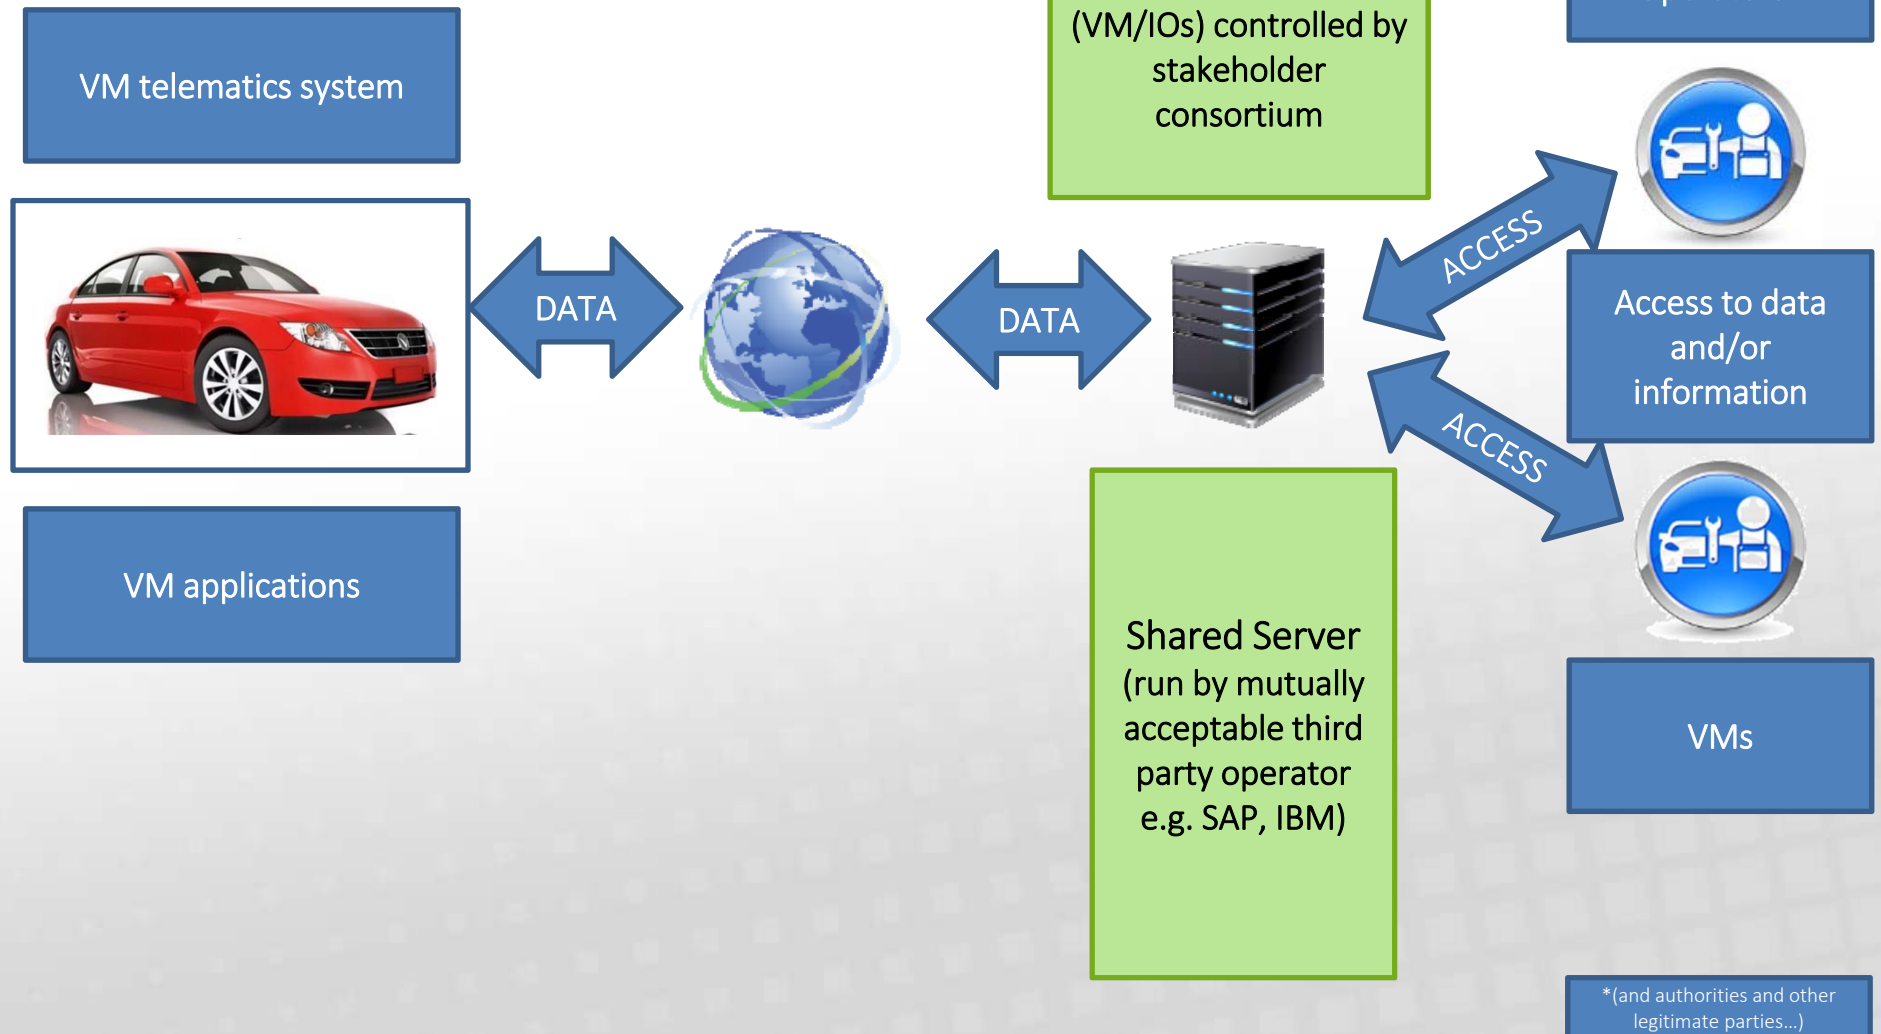 VM telematics system
(VM/IOs) controlled by
stakeholder
consortium
DATA
DATA
ACCESS
Access to data
and/or
information
ACCESS
VM applications
Shared Server
(run by mutually
acceptable third
party operator
e.g. SAP, IBM)
VMs
*(and authorities and other
legitimate parties...)